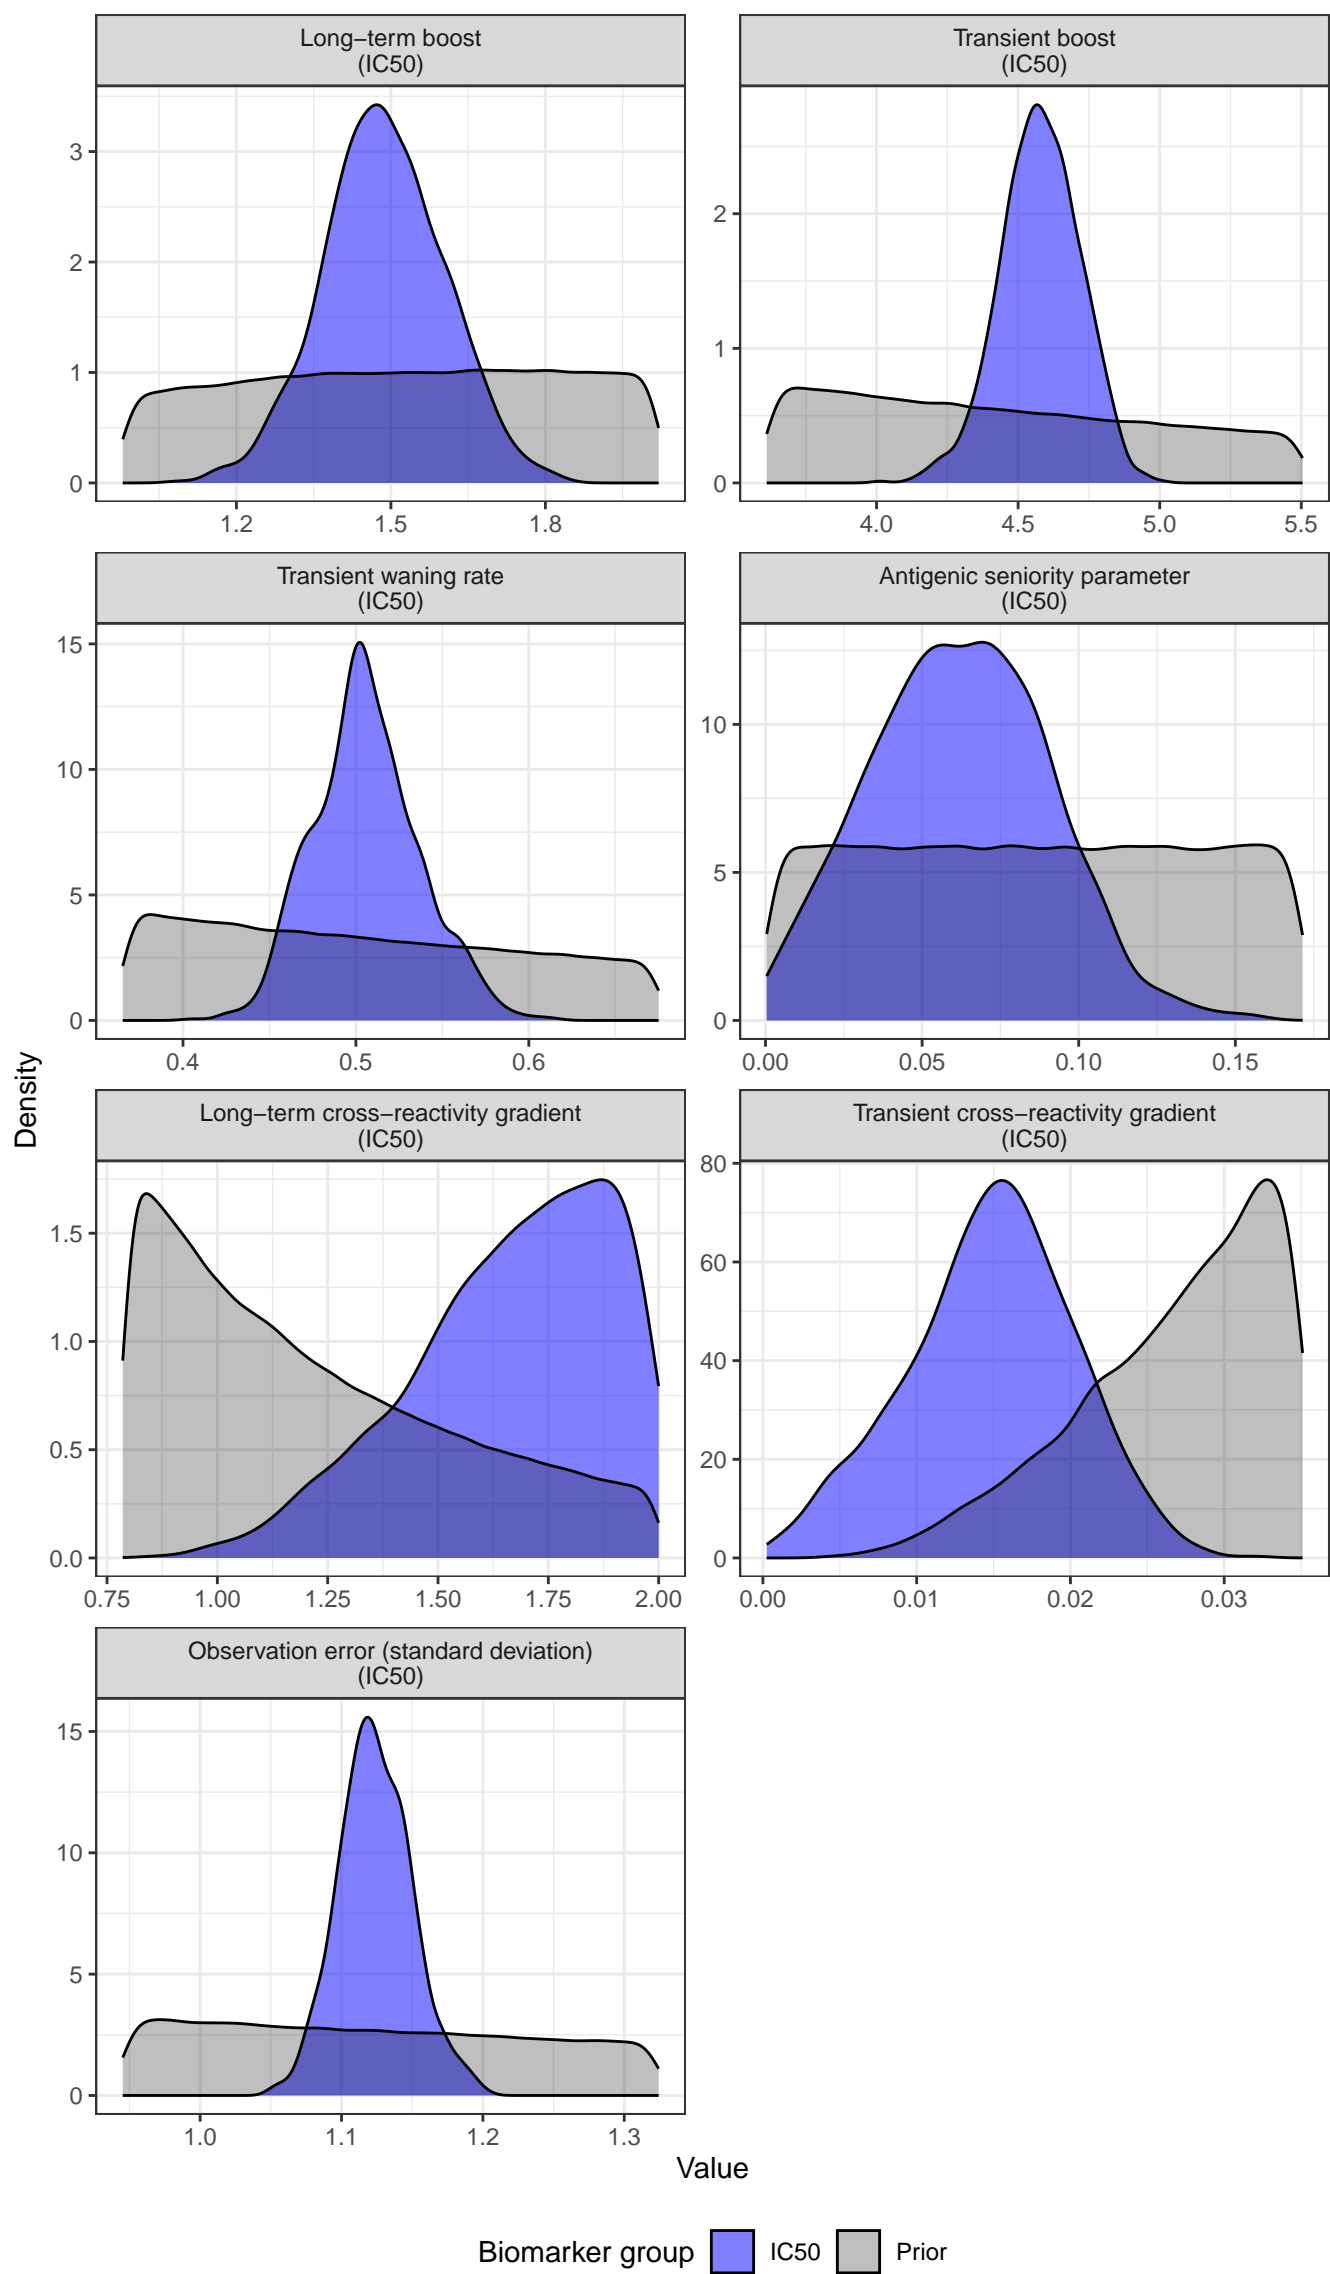 Long−term boost
(IC50)
Transient boost
(IC50)
3
2
1
0
1.2 1.5 1.8
2
1
0
4.0 4.5 5.0 5.5
Transient waning rate
(IC50)
Antigenic seniority parameter
(IC50)
15
10
5
0
0.4 0.5 0.6
10
5
0
0.00 0.05 0.10 0.15
Density
Long−term cross−reactivity gradient
(IC50)
Transient cross−reactivity gradient
(IC50)
1.5
1.0
0.5
0.0
0.75 1.00 1.25 1.50 1.75 2.00
80
60
40
20
0
0.00 0.01 0.02 0.03
Observation error (standard deviation)
(IC50)
15
10
5
0
1.0 1.1 1.2 1.3
Value
Biomarker group IC50 Prior